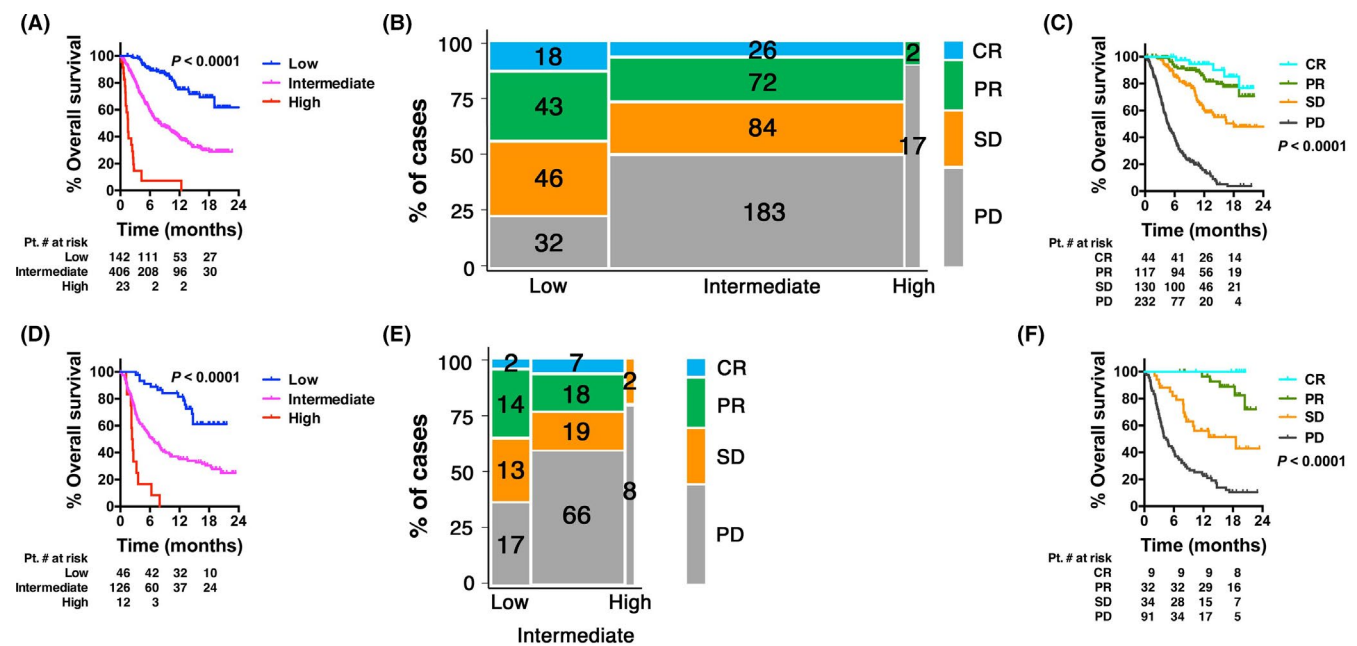 (A)
% Overall survival
100
80
60
40
20
0
P < 0.0001
Low
Intermediate
High
0 6 12 18 24
Time (months)
Pt. # at risk
Low 142 111 53 27
Intermediate 406 208 96 30
High 23 2 2
(B)
% of cases
100
75
50
25
0
18 26 2
43 72
46 84 17
32 183
Low Intermediate High
CR
PR
SD
PD
(C)
% Overall survival
100
80
60
40
20
0
CR
PR
SD
PD
P < 0.0001
0 6 12 18 24
Time (months)
Pt. # at risk
CR 44 41 26 14
PR 117 94 56 19
SD 130 100 46 21
PD 232 77 20 4
(D)
% Overall survival
100
80
60
40
20
0
P < 0.0001
Low
Intermediate
High
0 6 12 18 24
Time (months)
Pt. # at risk
Low 46 42 32 10
Intermediate 126 60 37 24
High 12 3
(E)
% of cases
100
75
50
25
0
2 7 2
14 18
13 19
17 66 8
Low High
Intermediate
CR
PR
SD
PD
(F)
% Overall survival
100
80
60
40
20
0
CR
PR
SD
PD
P < 0.0001
0 6 12 18 24
Time (months)
Pt. # at risk
CR 9 9 9 8
PR 32 32 29 16
SD 34 28 15 7
PD 91 34 17 5